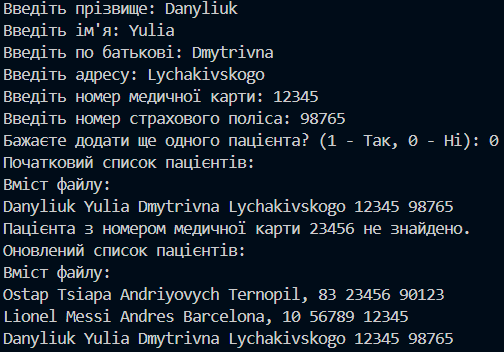 Введіть прізвище: Danyliuk
Введіть ім'я: Yulia
Введіть по батькові: Dmytrivna
Введіть адресу: Lychakivskogo
Введіть номер медичної карти: 12345
Введіть номер страхового поліса: 98765
Бажаєте додати ще одного пацієнта? (1 - Так, 0 - Ні): 0
Початковий список пацієнтів:
Вміст файлу:
Danyliuk Yulia Dmytrivna Lychakivskogo 12345 98765
Пацієнта з номером медичної карти 23456 не знайдено.
Оновлений список пацієнтів:
Вміст файлу:
Ostap Tsiapa Andriyovych Ternopil, 83 23456 90123
Lionel Messi Andres Barcelona, 10 56789 12345
Danyliuk Yulia Dmytrivna Lychakivskogo 12345 98765